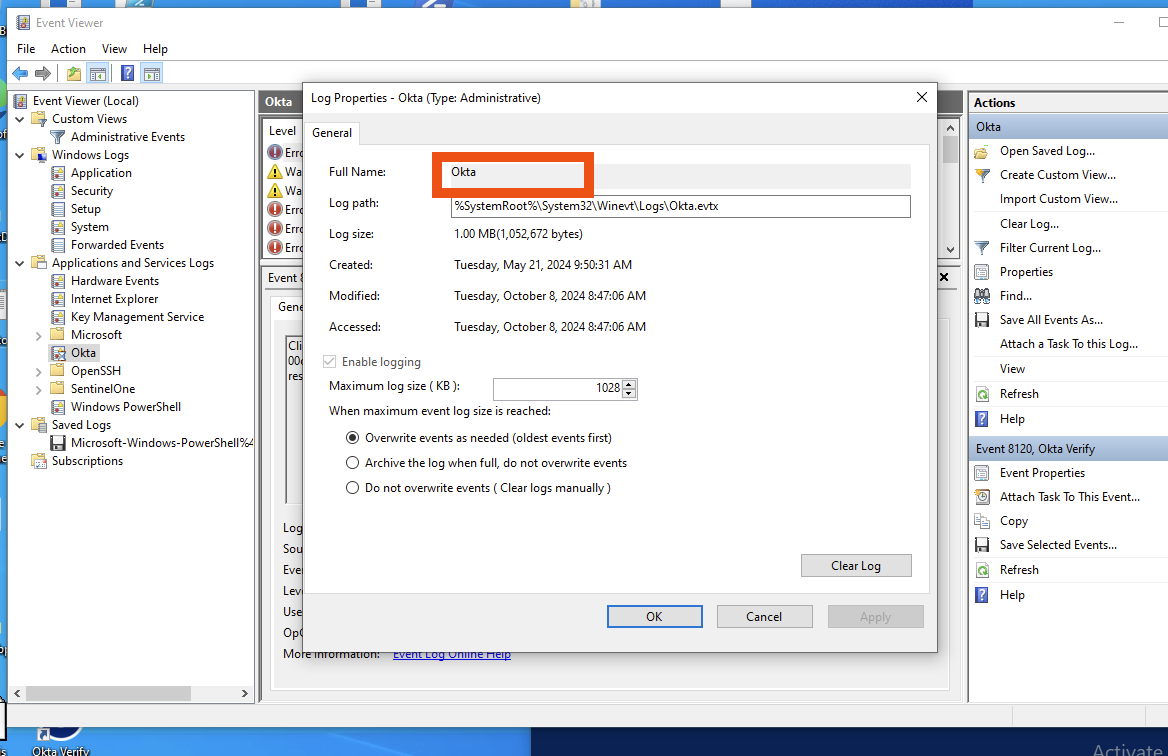 Event Viewer
File Action View Help
Event Viewer (Local)
Custom Views
Administrative Events
Windows Logs
Application
Security
Setup
System
Forwarded Events
Applications and Services Logs
Hardware Events
Internet Explorer
Key Management Service
Microsoft
Okta
OpenSSH
SentinelOne
Windows PowerShell
Saved Logs
Microsoft-Windows-PowerShell%4
Subscriptions
Okta
Level
Erro
Wa
Wa
Erro
Erro
Erro
Event 8
Gene
Cli
00
res
Log
Sou
Eve
Leve
Use
OpC
More Information: Event Log Online Help
Log Properties - Okta (Type: Administrative)
General
Full Name: Okta
Log path: %SystemRoot%\System32\Winevt\Logs\Okta.evtx
Log size: 1.00 MB(1,052,672 bytes)
Created: Tuesday, May 21, 2024 9:50:31 AM
Modified: Tuesday, October 8, 2024 8:47:06 AM
Accessed: Tuesday, October 8, 2024 8:47:06 AM
Enable logging
Maximum log size ( KB ): 1028
When maximum event log size is reached:
Overwrite events as needed (oldest events first)
Archive the log when full, do not overwrite events
Do not overwrite events ( Clear logs manually )
Clear Log
OK Cancel Apply
Actions
Okta
Open Saved Log...
Create Custom View...
Import Custom View...
Clear Log...
Filter Current Log...
Properties
Find...
Save All Events As...
Attach a Task To this Log...
View
Refresh
Help
Event 8120, Okta Verify
Event Properties
Attach Task To This Event...
Copy
Save Selected Events...
Refresh
Help
Okta Verify
Activate